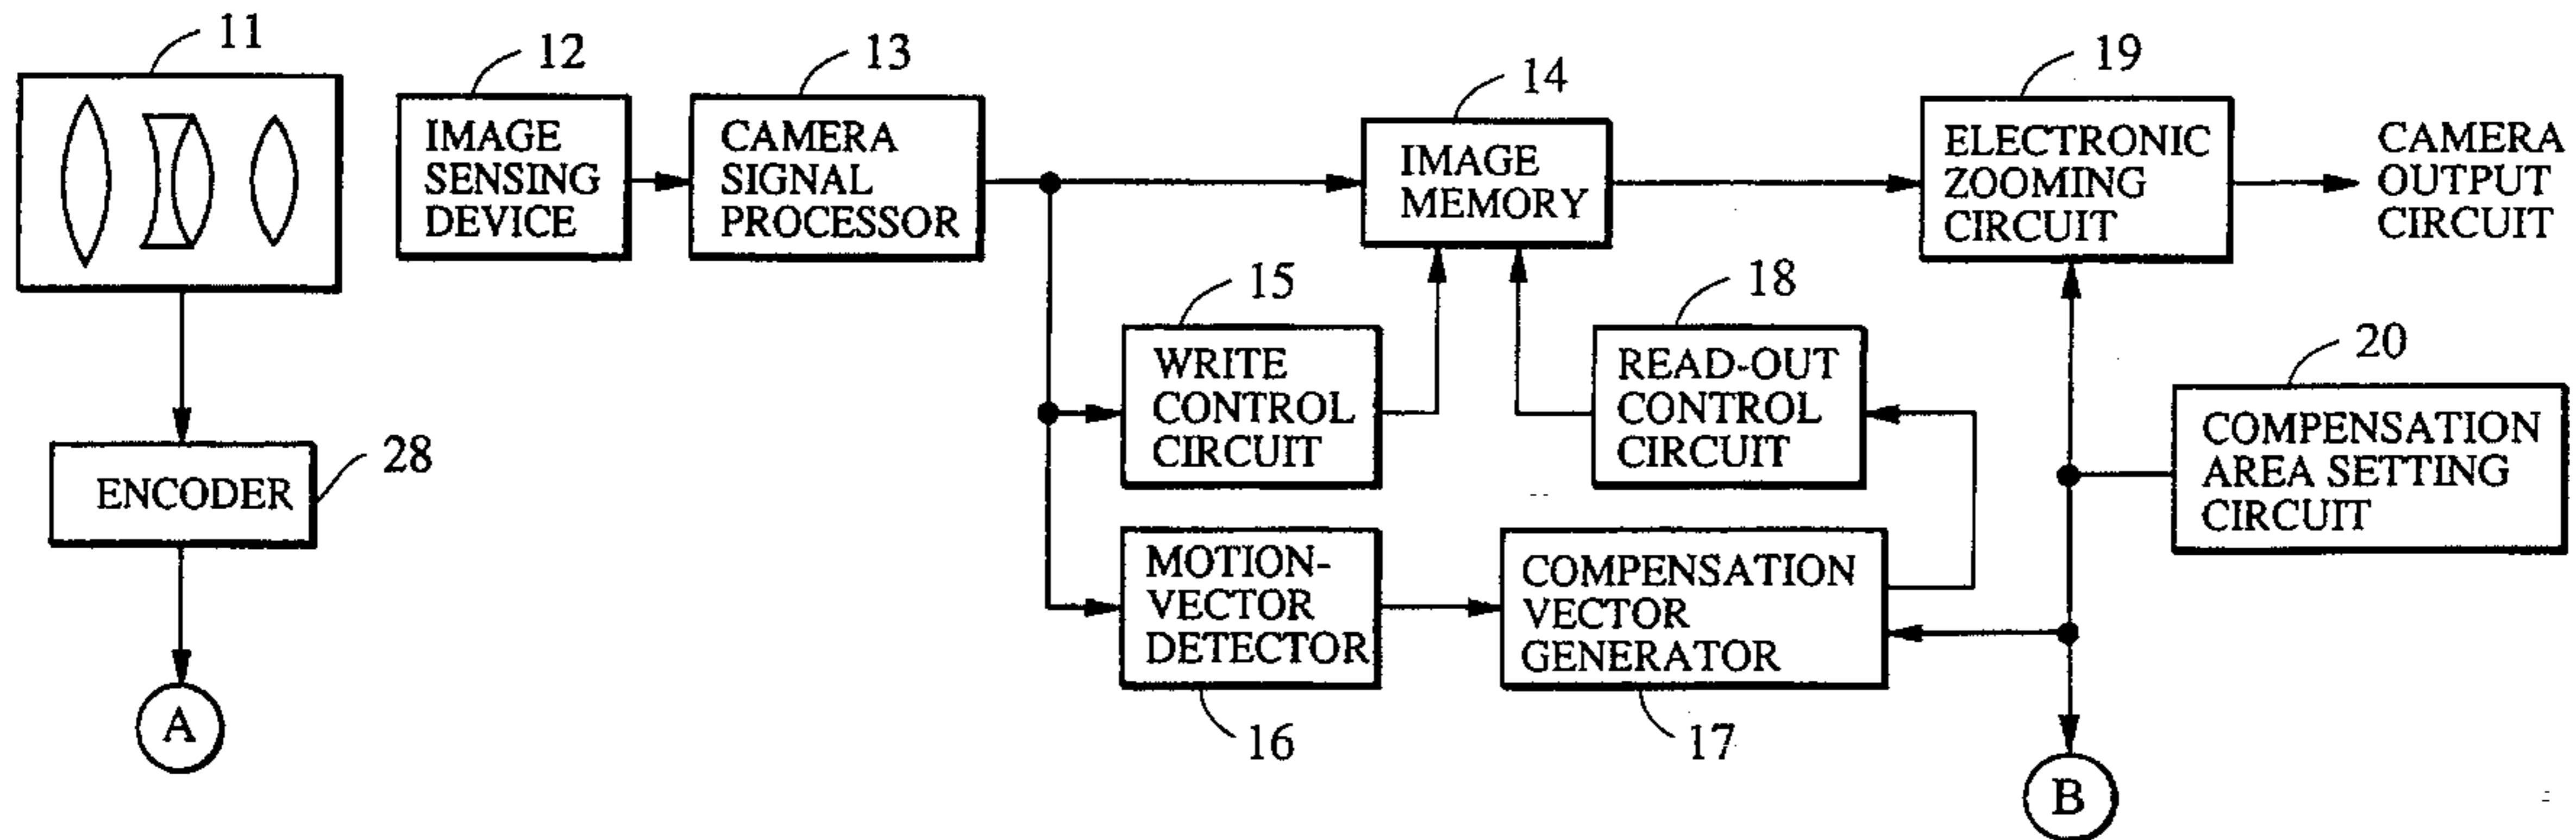 11
12
13
14
19
IMAGE
SENSING
DEVICE
CAMERA
SIGNAL
PROCESSOR
IMAGE
MEMORY
ELECTRONIC
ZOOMING
CIRCUIT
CAMERA
OUTPUT
CIRCUIT
15
18
20
WRITE
CONTROL
CIRCUIT
READ-OUT
CONTROL
CIRCUIT
COMPENSATION
AREA SETTING
CIRCUIT
28
ENCODER
MOTION-
VECTOR
DETECTOR
COMPENSATION
VECTOR
GENERATOR
16
17
A
B